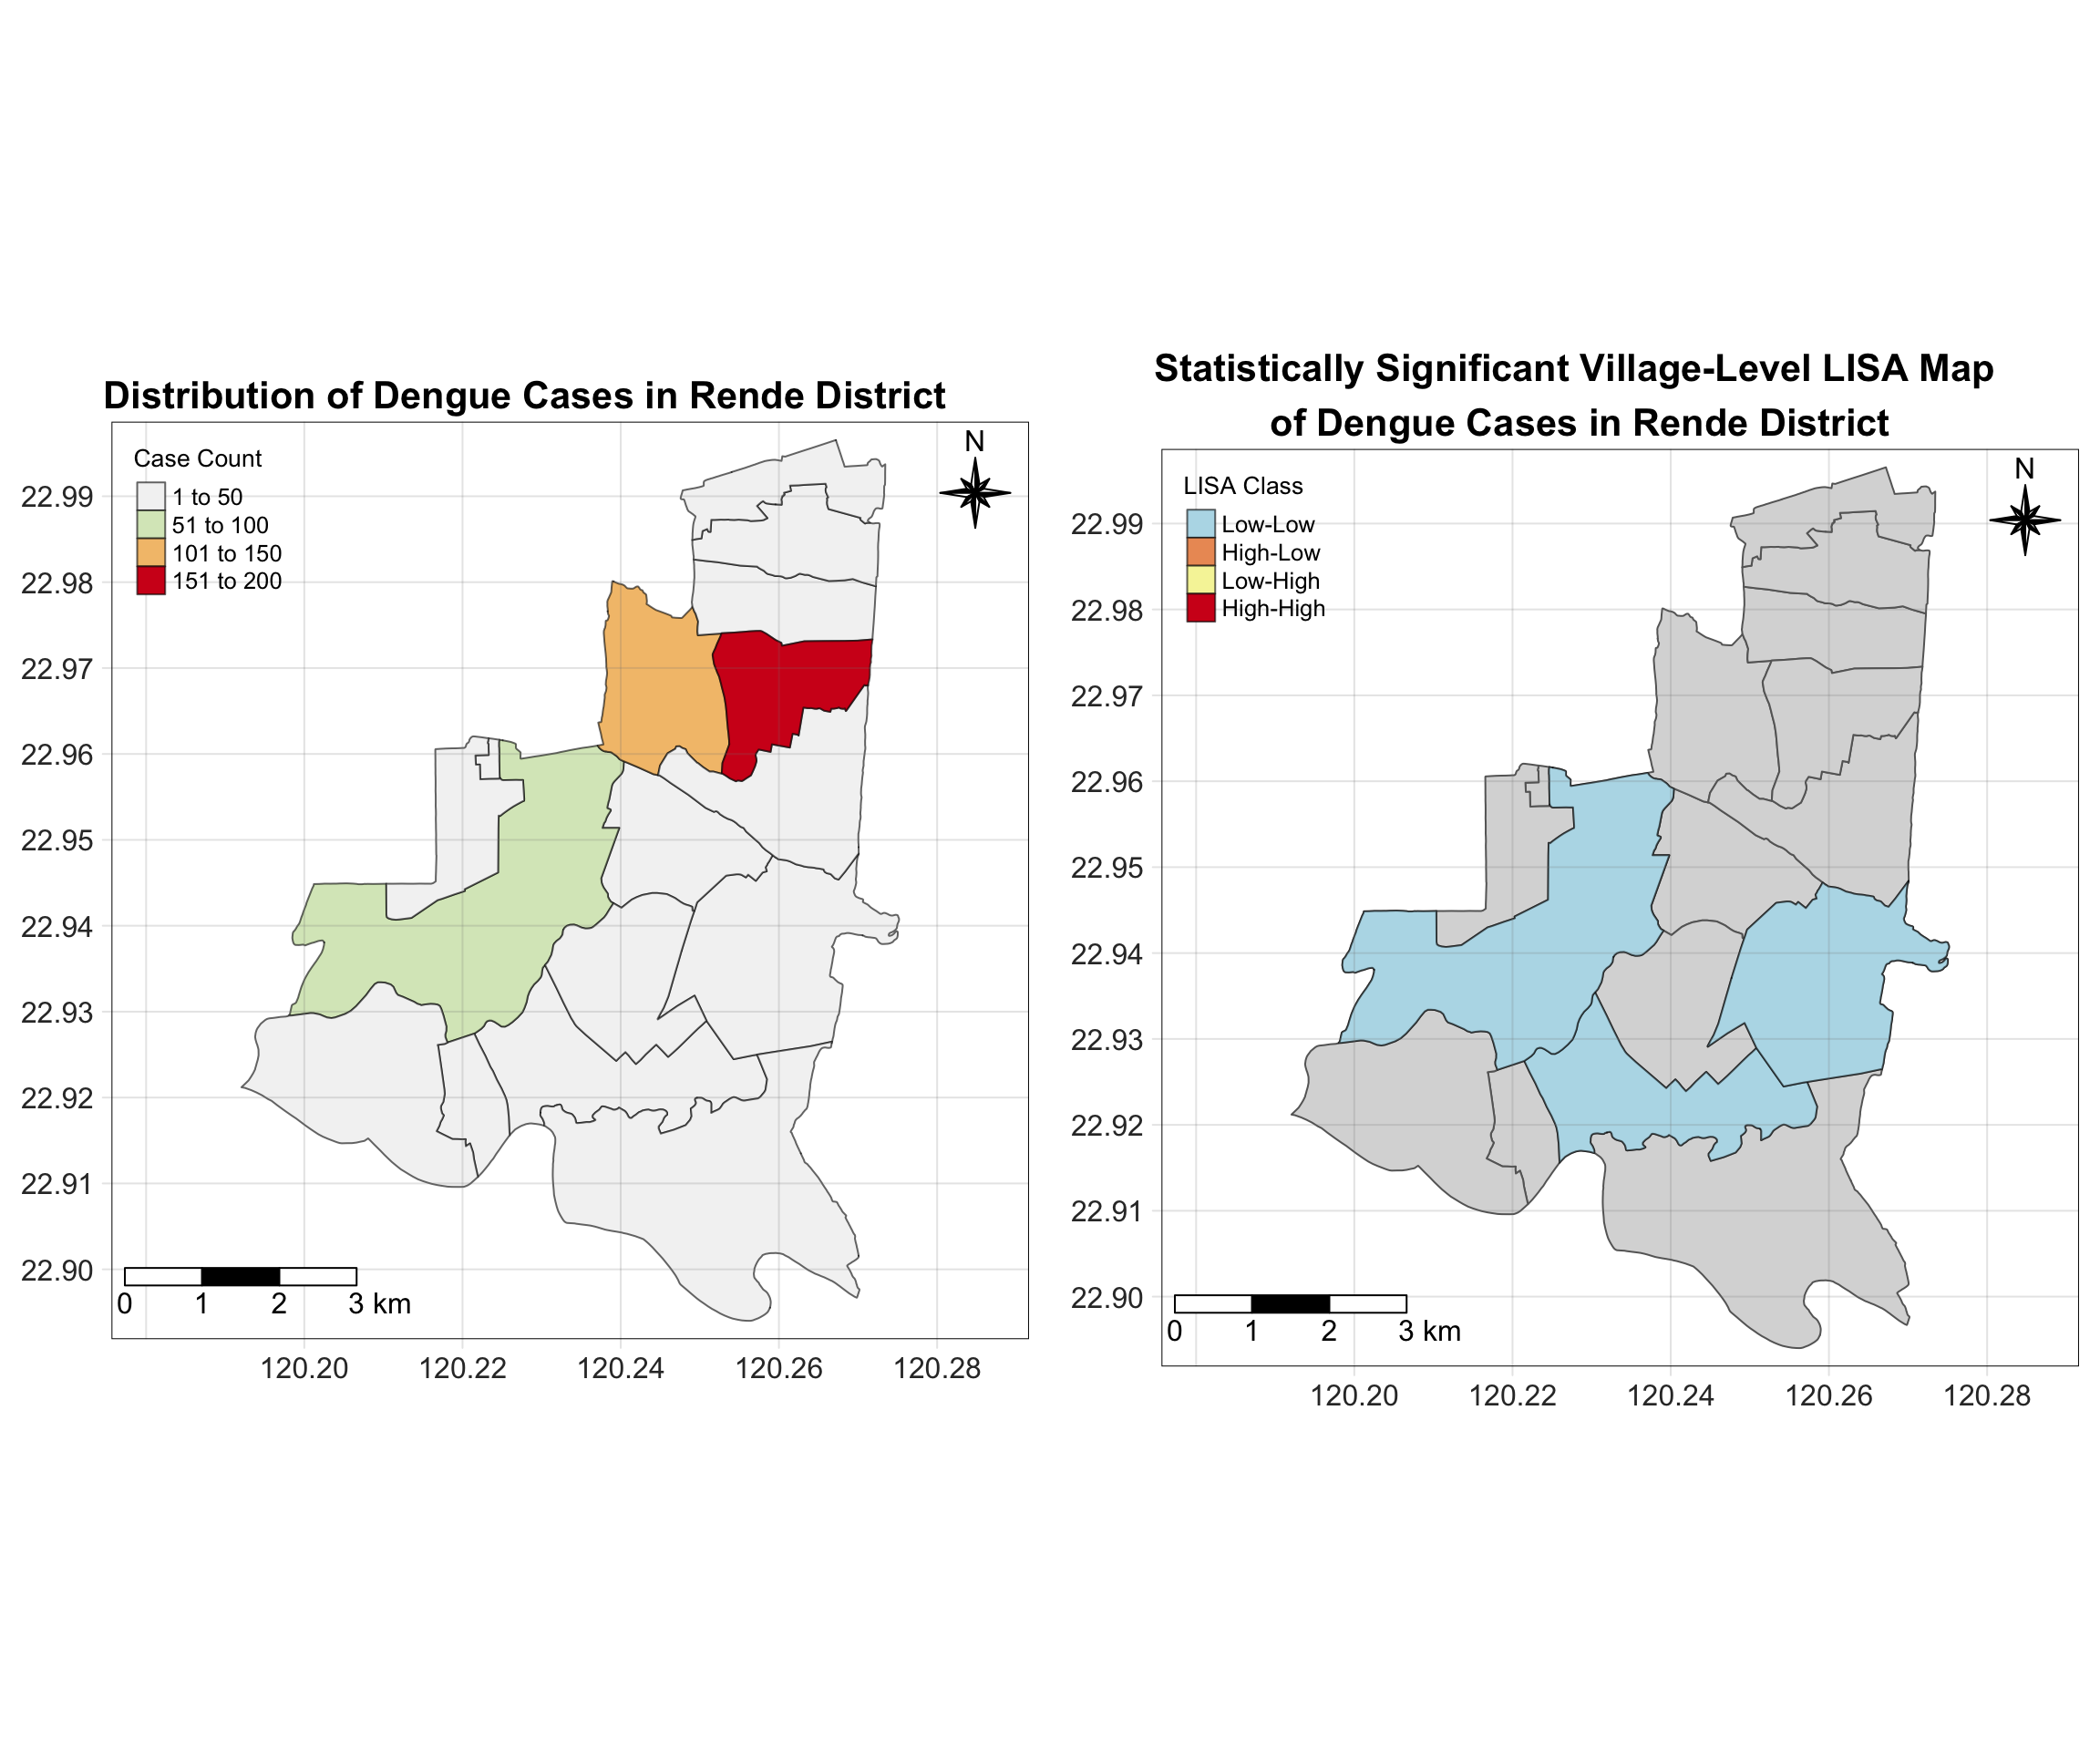 Distribution of Dengue Cases in Rende District
N
Case Count
1 to 50
51 to 100
101 to 150
151 to 200
22.99
22.98
22.97
22.96
22.95
22.94
22.93
22.92
22.91
22.90
0 1 2 3 km
120.20 120.22 120.24 120.26 120.28
Statistically Significant Village-Level LISA Map
of Dengue Cases in Rende District
N
LISA Class
Low-Low
High-Low
Low-High
High-High
22.99
22.98
22.97
22.96
22.95
22.94
22.93
22.92
22.91
22.90
0 1 2 3 km
120.20 120.22 120.24 120.26 120.28